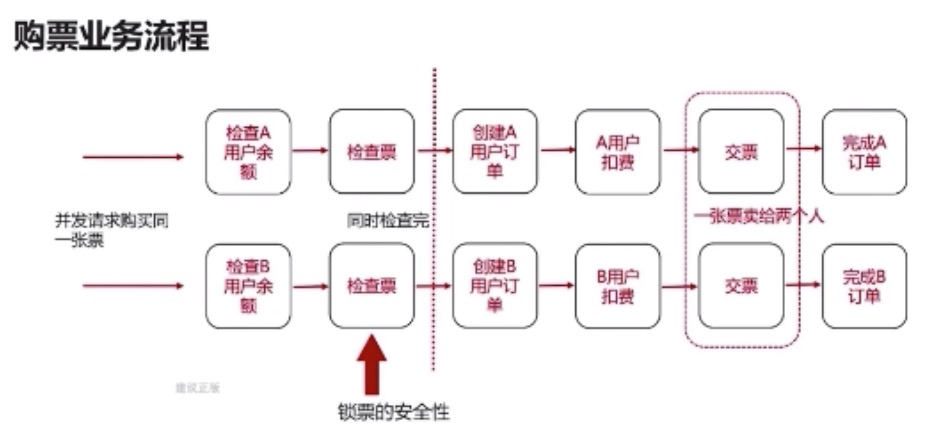 购票业务流程
检查A
用户余
额
检查票
创建A
用户订
单
A用户
扣费
交票
完成A
订单
并发请求购买同
一张票
同时检查完
一张票卖给两个人
检查B
用户余
额
检查票
创建B
用户订
单
B用户
扣费
交票
完成B
订单
建议正版
锁票的安全性